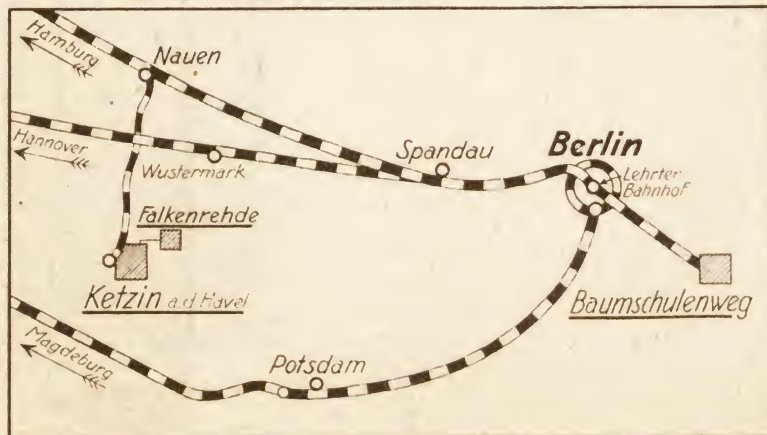 Hamburg
Nauen
Hannover
Wustermark
Spandau
Berlin
Lehrter
Bahnhof
Falkenrehde
Ketzin a.d. Havel
Baumschulenweg
Magdeburg
Potsdam